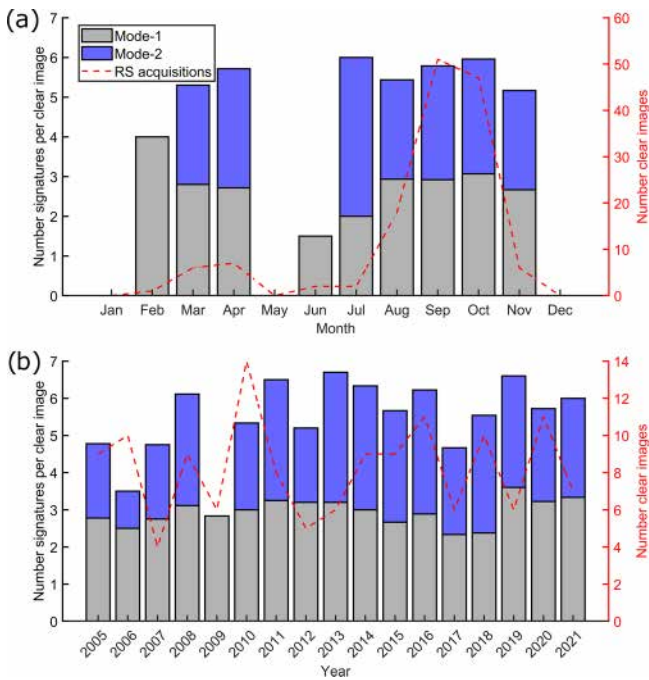 (a)
Mode-1
Mode-2
RS acquisitions
Number signatures per clear image
7
6
5
4
3
2
1
0
Number clear images
60
50
40
30
20
10
0
Jan Feb Mar Apr May Jun Jul Aug Sep Oct Nov Dec
Month
(b)
Number signatures per clear image
7
6
5
4
3
2
1
0
Number clear images
14
12
10
8
6
4
2
0
2005 2006 2007 2008 2009 2010 2011 2012 2013 2014 2015 2016 2017 2018 2019 2020 2021
Year